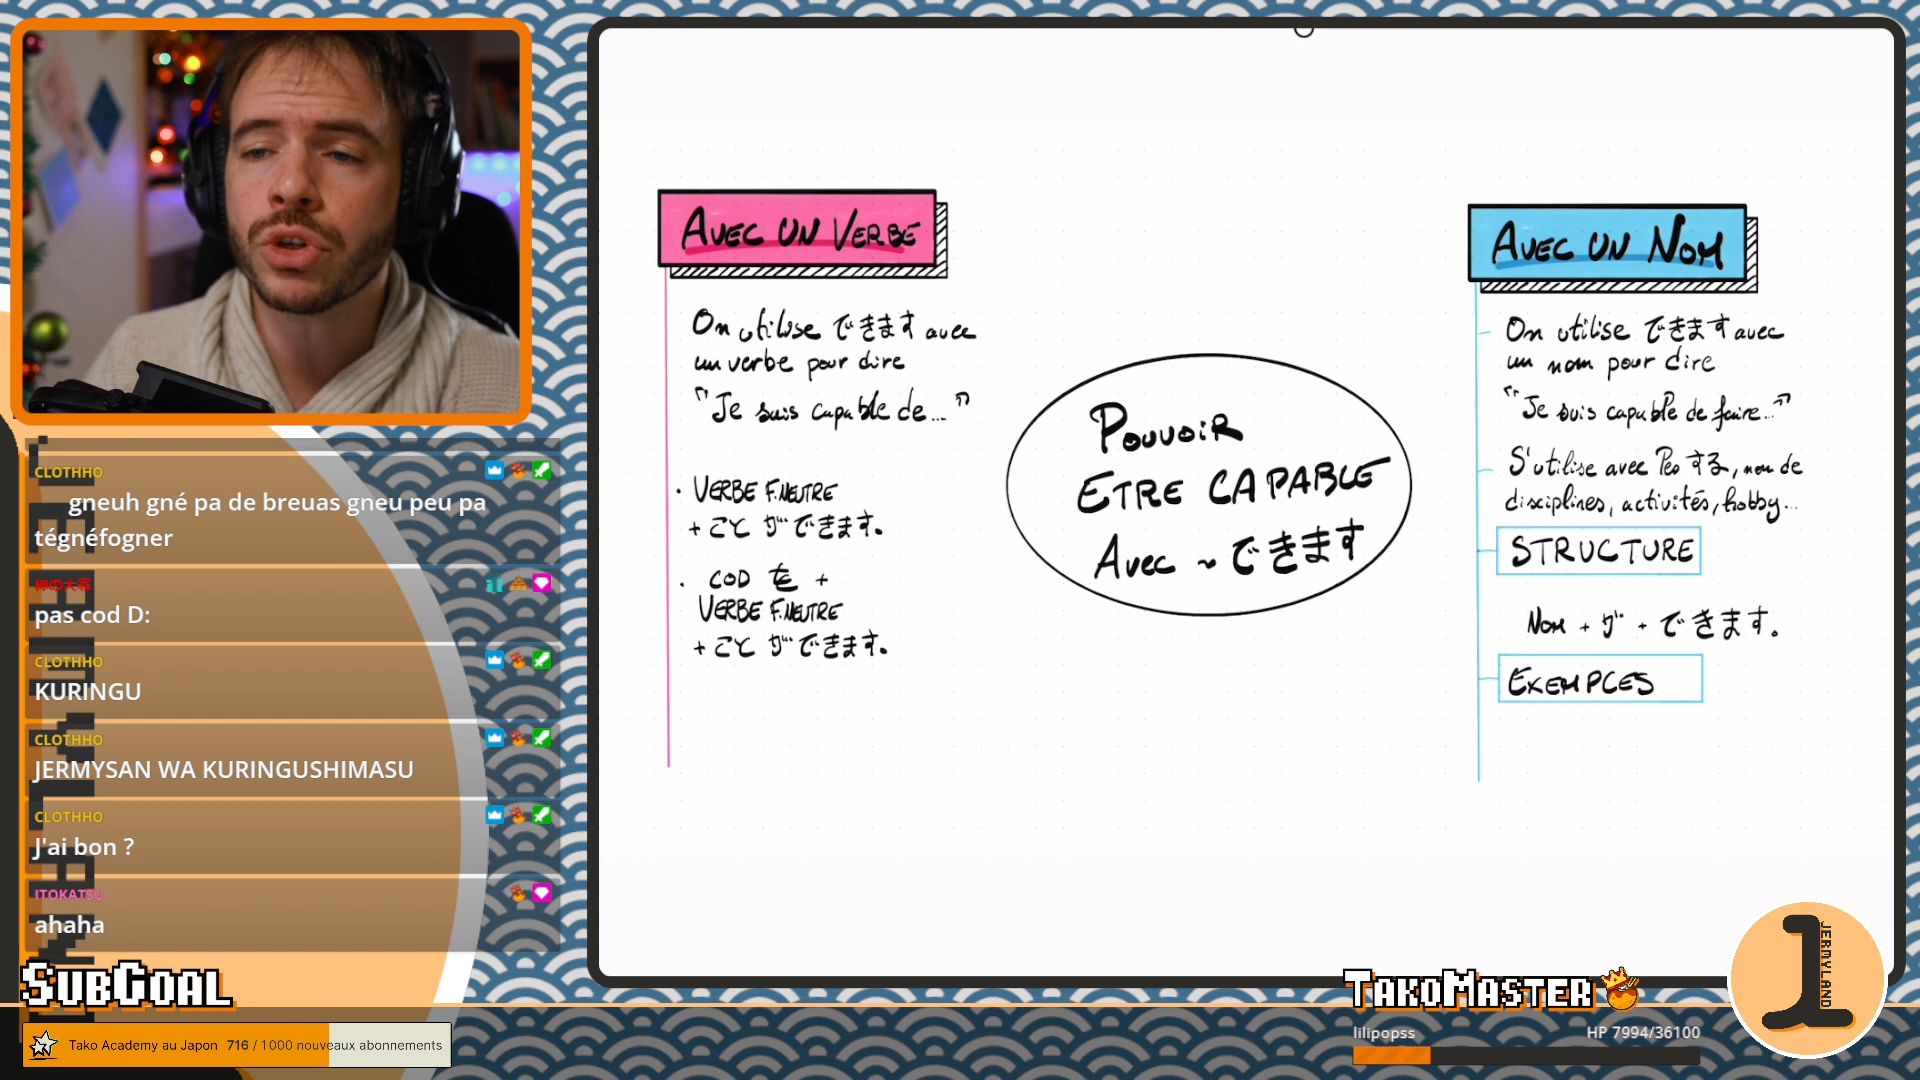 AVEC UN VERBE
On utilise できます avec
un verbe pour dire
"Je suis capable de... "
• VERBE F.NEUTRE
+ こと ができます。
• COD を +
VERBE F.NEUTRE
+ こと ができます。
POUVOIR
ETRE CAPABLE
Avec ~できます
AVEC UN NOM
On utilise できます avec
un nom pour dire
"Je suis capable de faire..."
S'utilise avec する, nom de
disciplines, activités, hobby...
STRUCTURE
Nom + が + できます。
EXEMPLES
CLOTHHO
gneuh gné pa de breuas gneu peu pa
tégnéfogner
時の大罪
pas cod D:
CLOTHHO
KURINGU
CLOTHHO
JERMYSAN WA KURINGUSHIMASU
CLOTHHO
J'ai bon ?
ITOKATSU
ahaha
SUBGOAL
Tako Academy au Japon 716 / 1000 nouveaux abonnements
TAKOMASTER
lilipopss HP 7994/36100
JERMYLAND